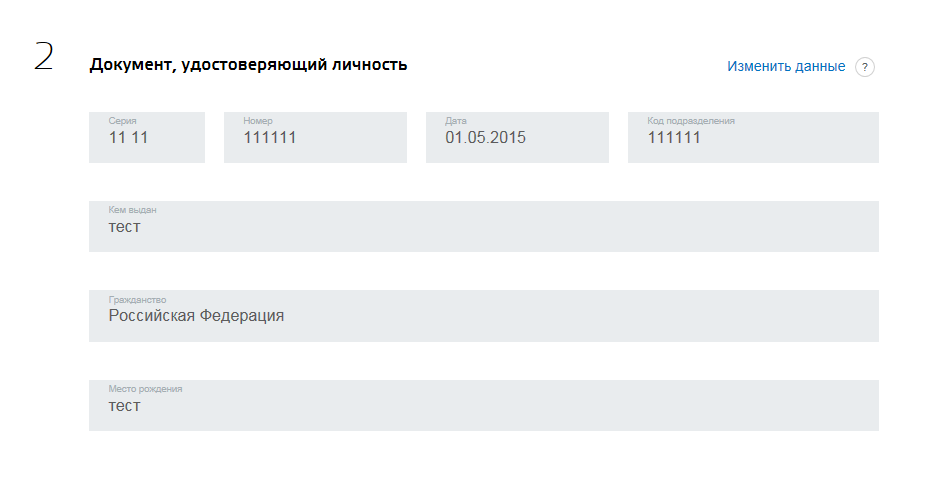 2
Документ, удостоверяющий личность
Изменить данные ?
Серия
11 11
Номер
111111
Дата
01.05.2015
Код подразделения
111111
Кем выдан
тест
Гражданство
Российская Федерация
Место рождения
тест